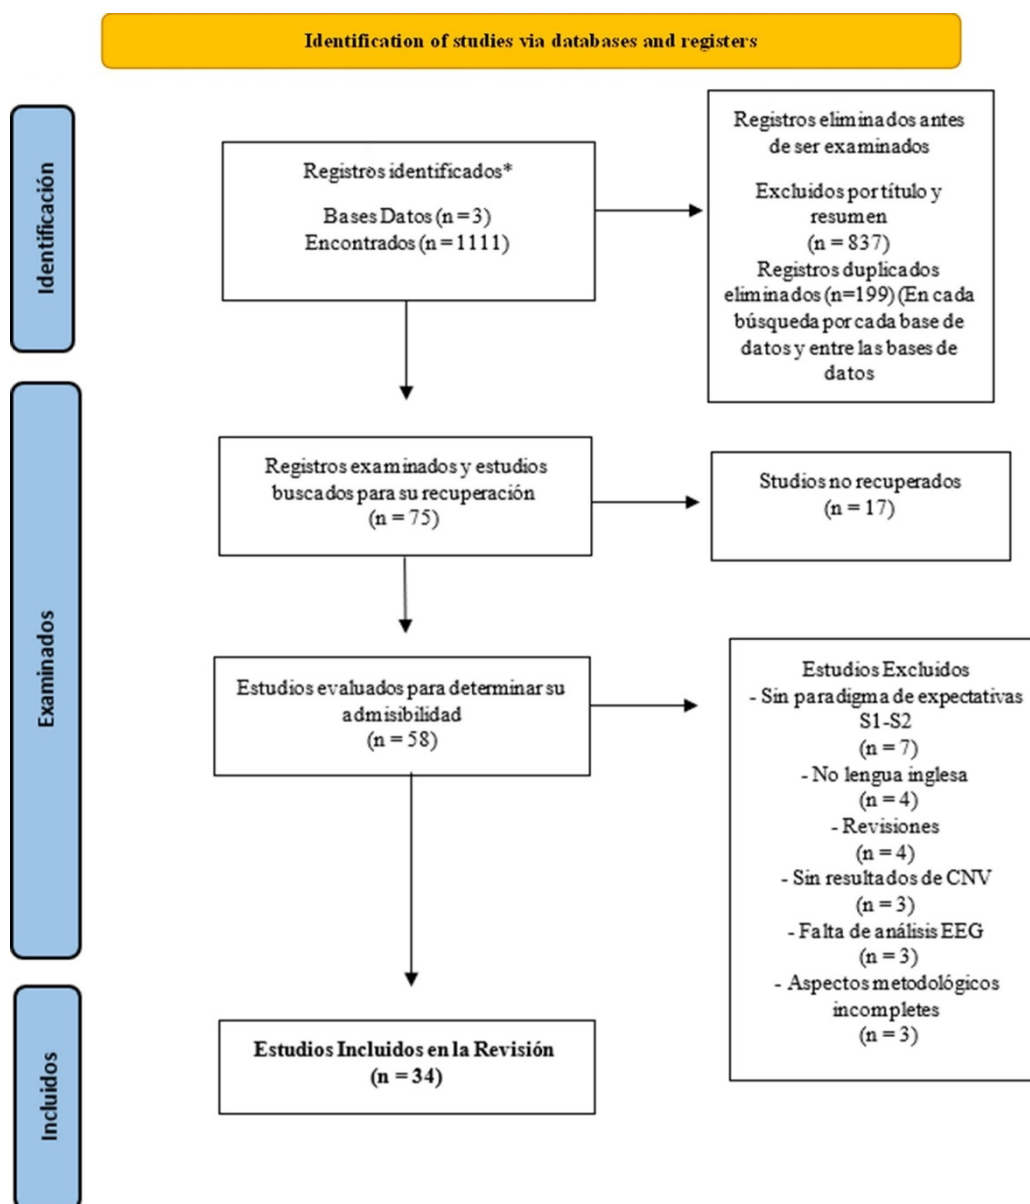 Identification of studies via databases and registers
Identificación
Registros identificados*
Bases Datos (n = 3)
Encontrados (n = 1111)
Registros eliminados antes
de ser examinados
Excluidos por título y
resumen
(n = 837)
Registros duplicados
eliminados (n=199) (En cada
búsqueda por cada base de
datos y entre las bases de
datos
Examinados
Registros examinados y estudios
buscados para su recuperación
(n = 75)
Studios no recuperados
(n = 17)
Estudios evaluados para determinar su
admisibilidad
(n = 58)
Estudios Excluidos
- Sin paradigma de expectativas
S1-S2
(n = 7)
- No lengua inglesa
(n = 4)
- Revisiones
(n = 4)
- Sin resultados de CNV
(n = 3)
- Falta de análisis EEG
(n = 3)
- Aspectos metodológicos
incompletes
(n = 3)
Incluidos
Estudios Incluidos en la Revisión
(n = 34)